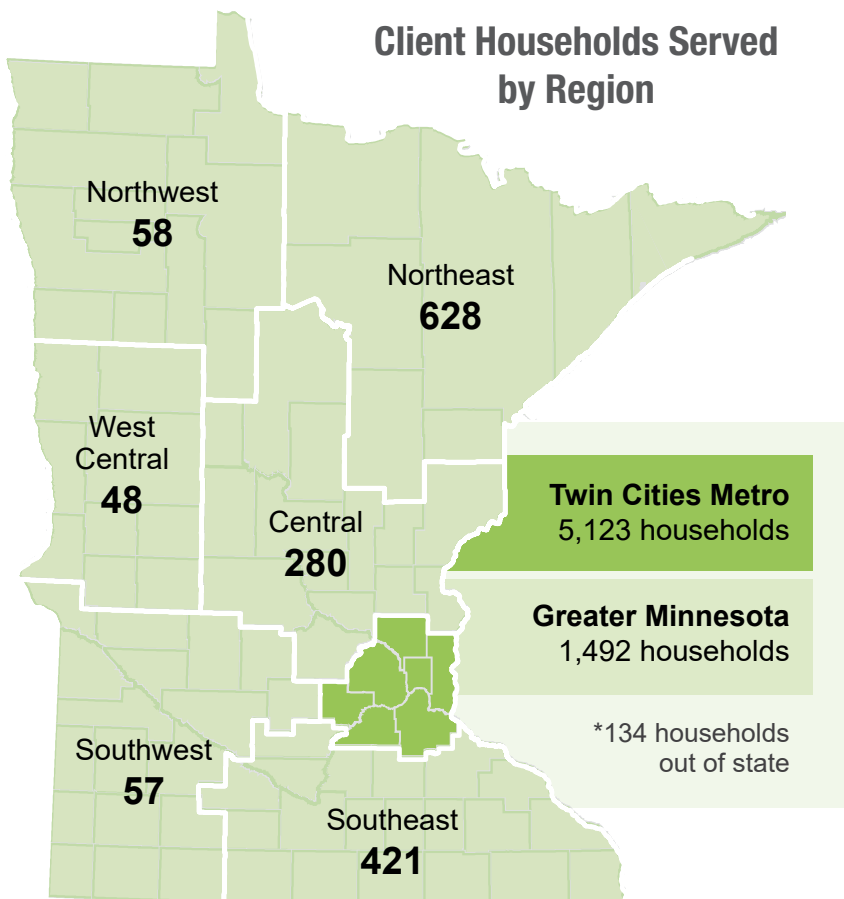 Client Households Served
by Region
Northwest
58
Northeast
628
West
Central
48
Central
280
Twin Cities Metro
5,123 households
Greater Minnesota
1,492 households
*134 households
out of state
Southwest
57
Southeast
421